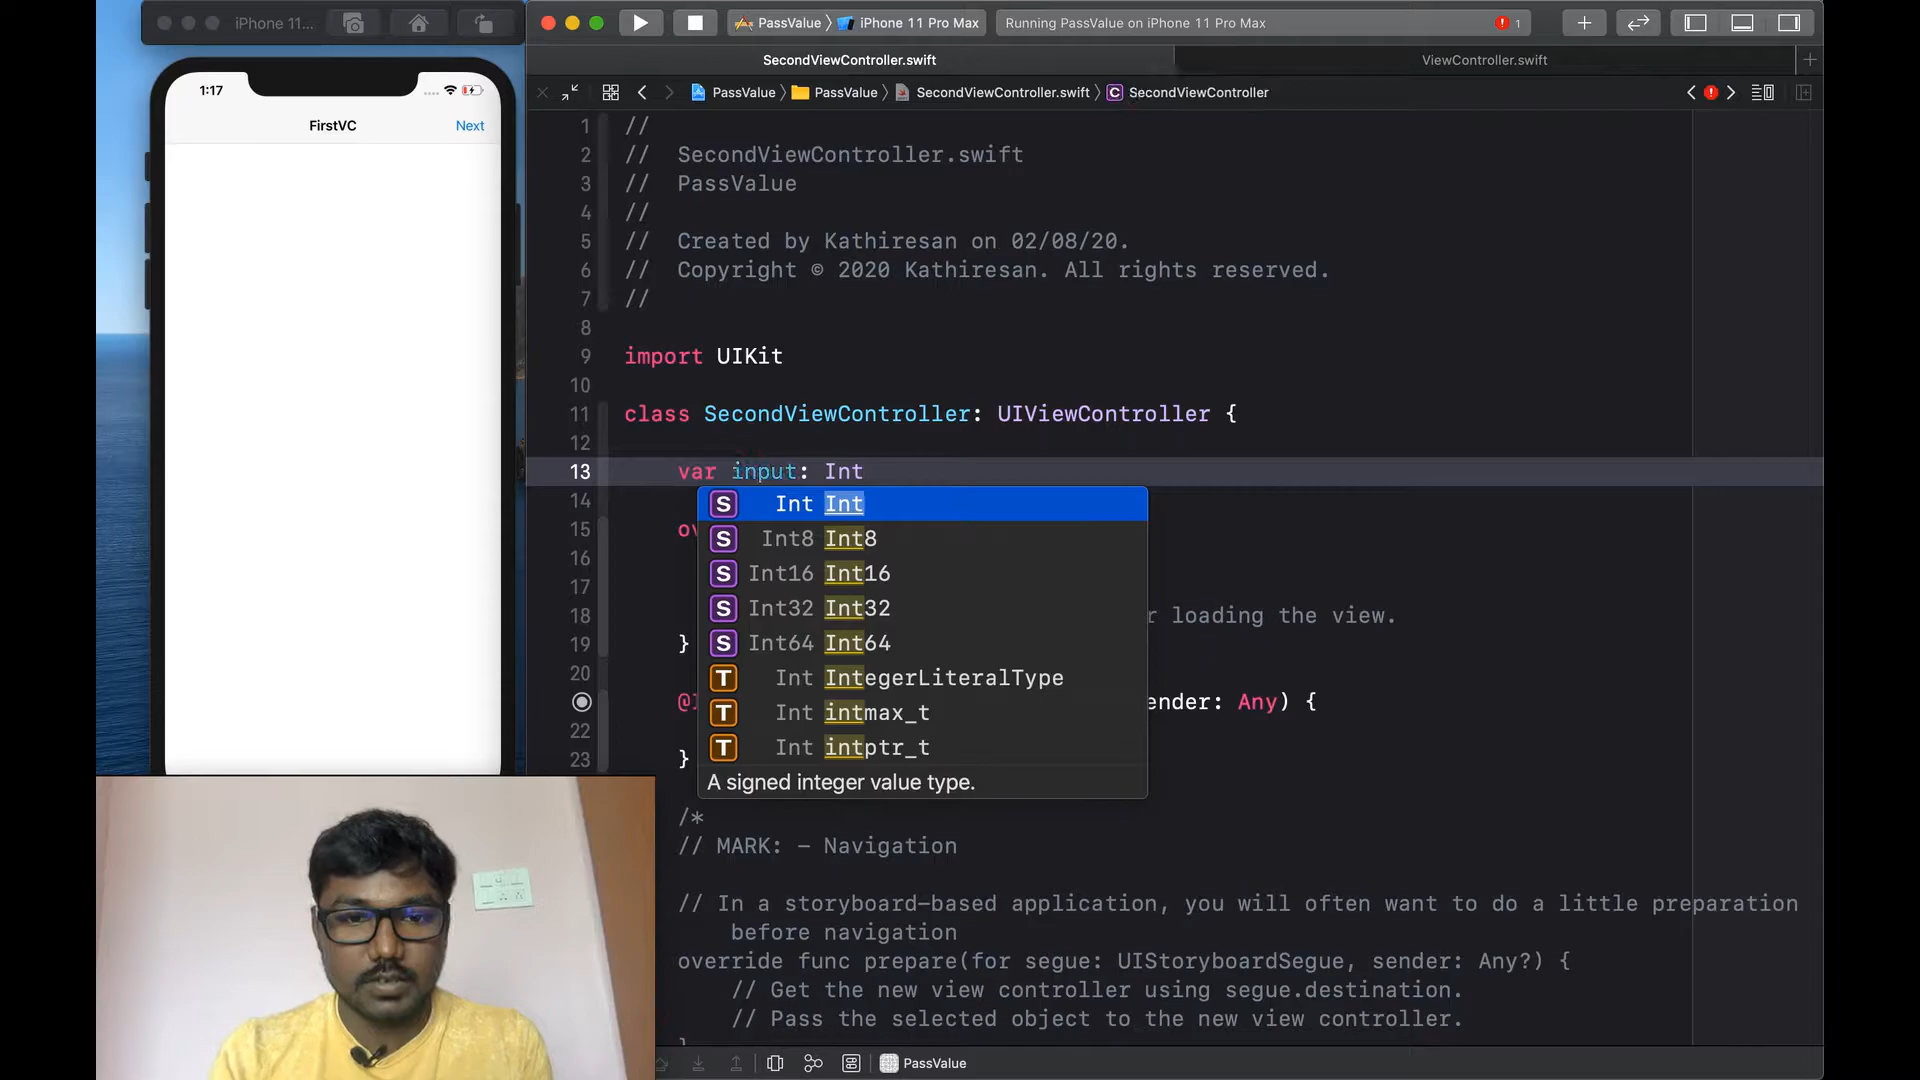 iPhone 11...
PassValue 〉 iPhone 11 Pro Max
Running PassValue on iPhone 11 Pro Max
1
SecondViewController.swift
ViewController.swift
PassValue 〉 PassValue 〉 SecondViewController.swift 〉 C SecondViewController
1:17
FirstVC
Next
1 //
2 //  SecondViewController.swift
3 //  PassValue
4 //
5 //  Created by Kathiresan on 02/08/20.
6 //  Copyright © 2020 Kathiresan. All rights reserved.
7 //
8
9 import UIKit
10
11 class SecondViewController: UIViewController {
12
13 var input: Int
14
15
16
17
18 loading the view.
19 }
20
ender: Any) {
22
23 }
S Int Int
S Int8 Int8
S Int16 Int16
S Int32 Int32
S Int64 Int64
T Int IntegerLiteralType
T Int intmax_t
T Int intptr_t
A signed integer value type.
/*
// MARK: - Navigation
// In a storyboard-based application, you will often want to do a little preparation
before navigation
override func prepare(for segue: UIStoryboardSegue, sender: Any?) {
// Get the new view controller using segue.destination.
// Pass the selected object to the new view controller.
PassValue